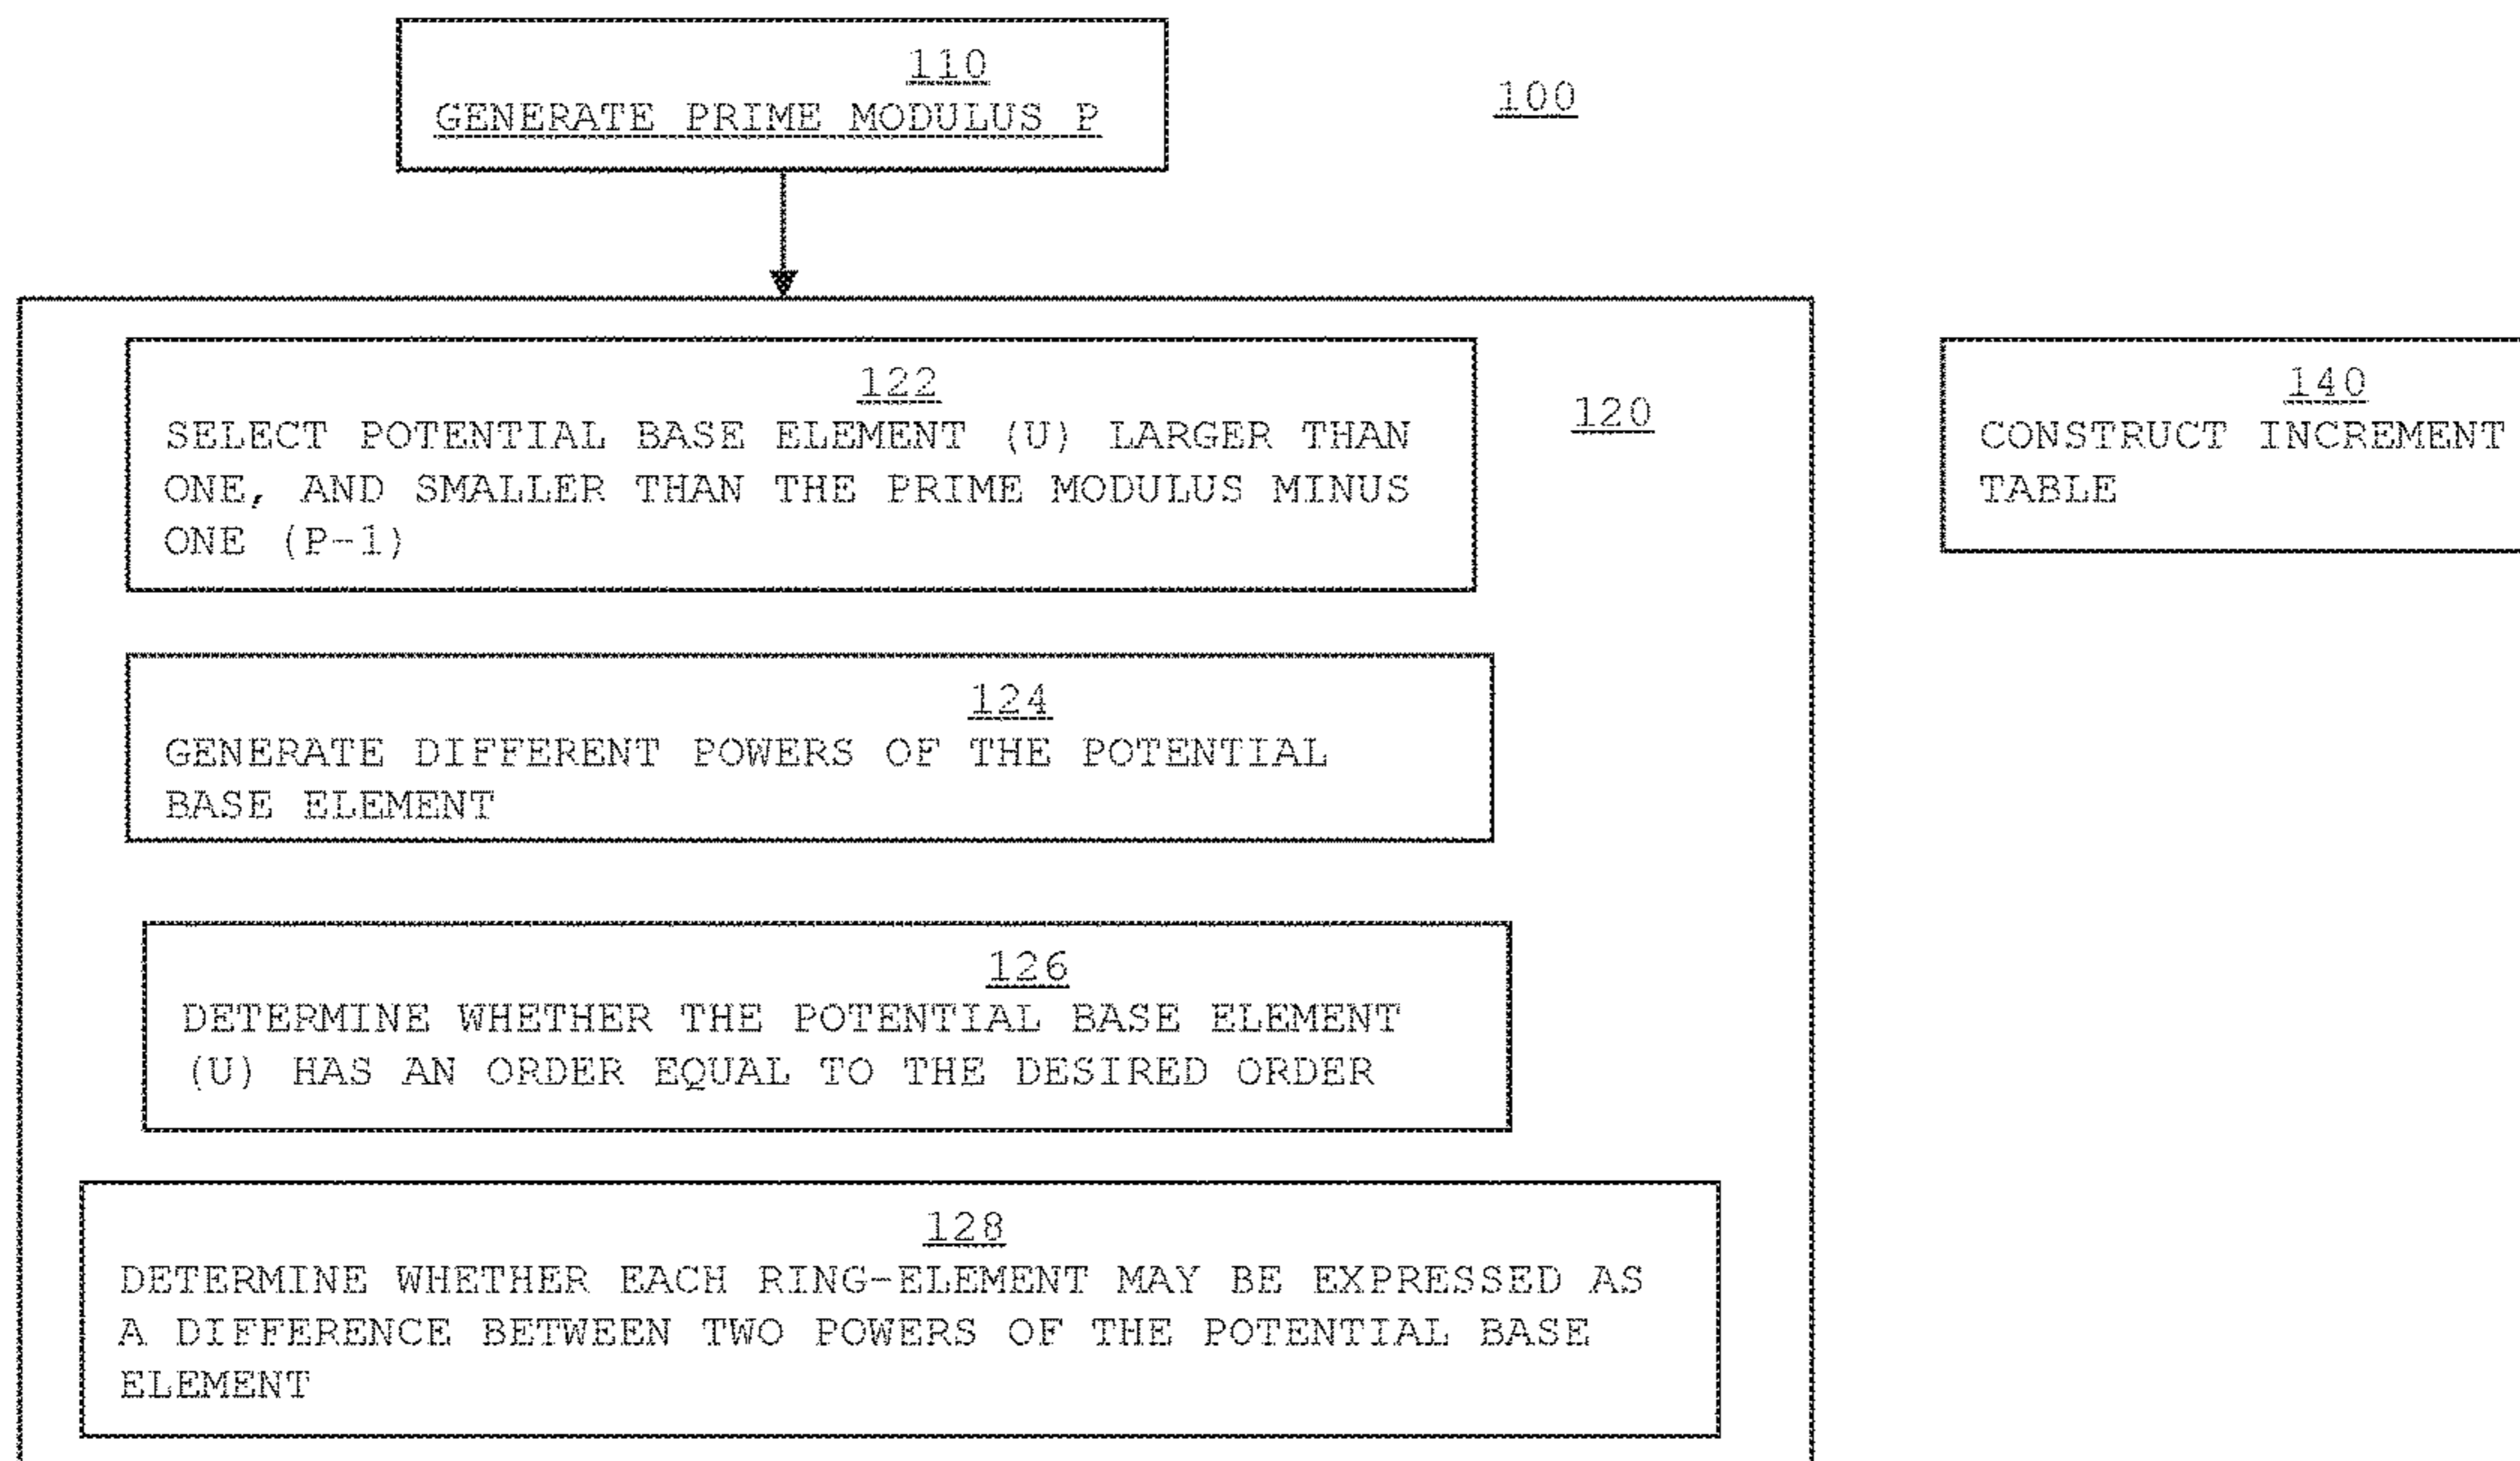 110
GENERATE PRIME MODULUS P
100
122
SELECT POTENTIAL BASE ELEMENT (U) LARGER THAN
ONE, AND SMALLER THAN THE PRIME MODULUS MINUS
ONE (P-1)
120
140
CONSTRUCT INCREMENT
TABLE
124
GENERATE DIFFERENT POWERS OF THE POTENTIAL
BASE ELEMENT
126
DETERMINE WHETHER THE POTENTIAL BASE ELEMENT
(U) HAS AN ORDER EQUAL TO THE DESIRED ORDER
128
DETERMINE WHETHER EACH RING-ELEMENT MAY BE EXPRESSED AS
A DIFFERENCE BETWEEN TWO POWERS OF THE POTENTIAL BASE
ELEMENT